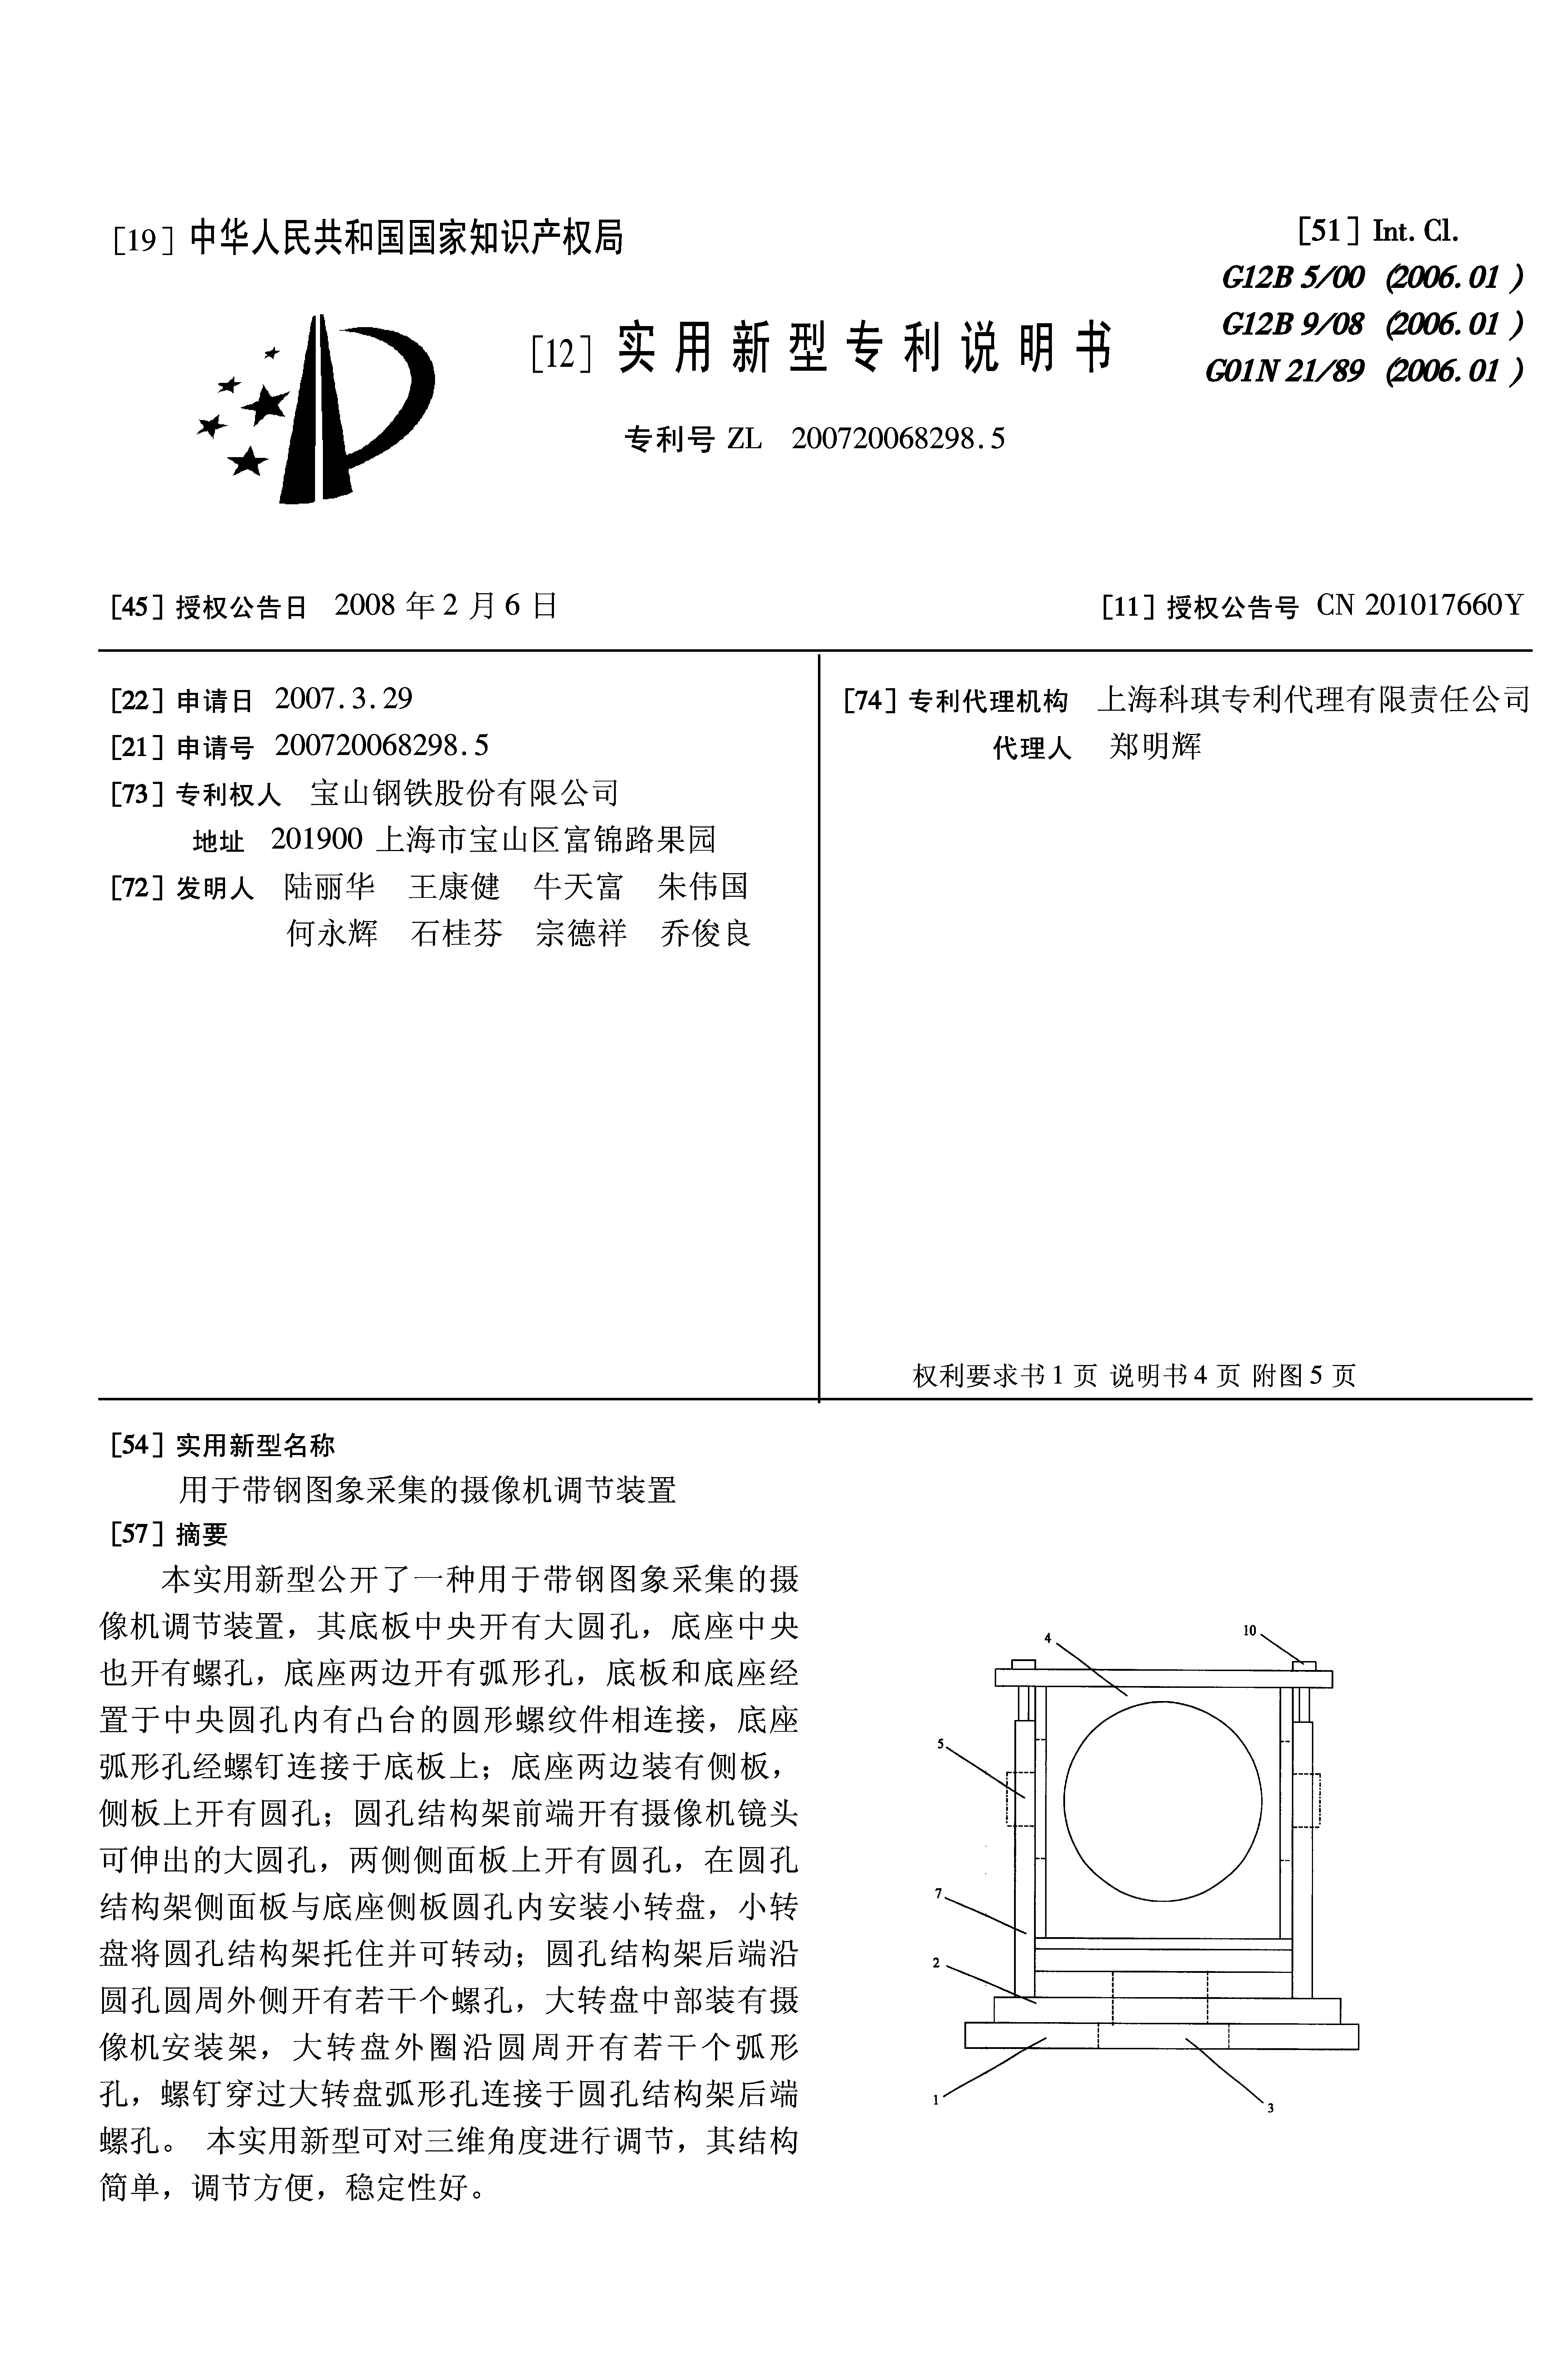 [19] 中华人民共和国国家知识产权局
[51] Int. Cl.
G12B 5/00 (2006.01)
G12B 9/08 (2006.01)
G01N 21/89 (2006.01)
[12] 实用新型专利说明书
专利号 ZL 200720068298.5
[45] 授权公告日 2008 年 2 月 6 日
[11] 授权公告号 CN 201017660Y
[22] 申请日 2007.3.29
[21] 申请号 200720068298.5
[73] 专利权人 宝山钢铁股份有限公司
地址 201900 上海市宝山区富锦路果园
[72] 发明人 陆丽华 王康健 牛天富 朱伟国
何永辉 石桂芬 宗德祥 乔俊良
[74] 专利代理机构 上海科琪专利代理有限责任公司
代理人 郑明辉
权利要求书 1 页 说明书 4 页 附图 5 页
[54] 实用新型名称
用于带钢图象采集的摄像机调节装置
[57] 摘要
本实用新型公开了一种用于带钢图象采集的摄
像机调节装置，其底板中央开有大圆孔，底座中央
也开有螺孔，底座两边开有弧形孔，底板和底座经
置于中央圆孔内有凸台的圆形螺纹件相连接，底座
弧形孔经螺钉连接于底板上；底座两边装有侧板，
侧板上开有圆孔；圆孔结构架前端开有摄像机镜头
可伸出的大圆孔，两侧侧面板上开有圆孔，在圆孔
结构架侧面板与底座侧板圆孔内安装小转盘，小转
盘将圆孔结构架托住并可转动；圆孔结构架后端沿
圆孔圆周外侧开有若干个螺孔，大转盘中部装有摄
像机安装架，大转盘外圈沿圆周开有若干个弧形
孔，螺钉穿过大转盘弧形孔连接于圆孔结构架后端
螺孔。 本实用新型可对三维角度进行调节，其结构
简单，调节方便，稳定性好。
4
10
5
7
2
1
3